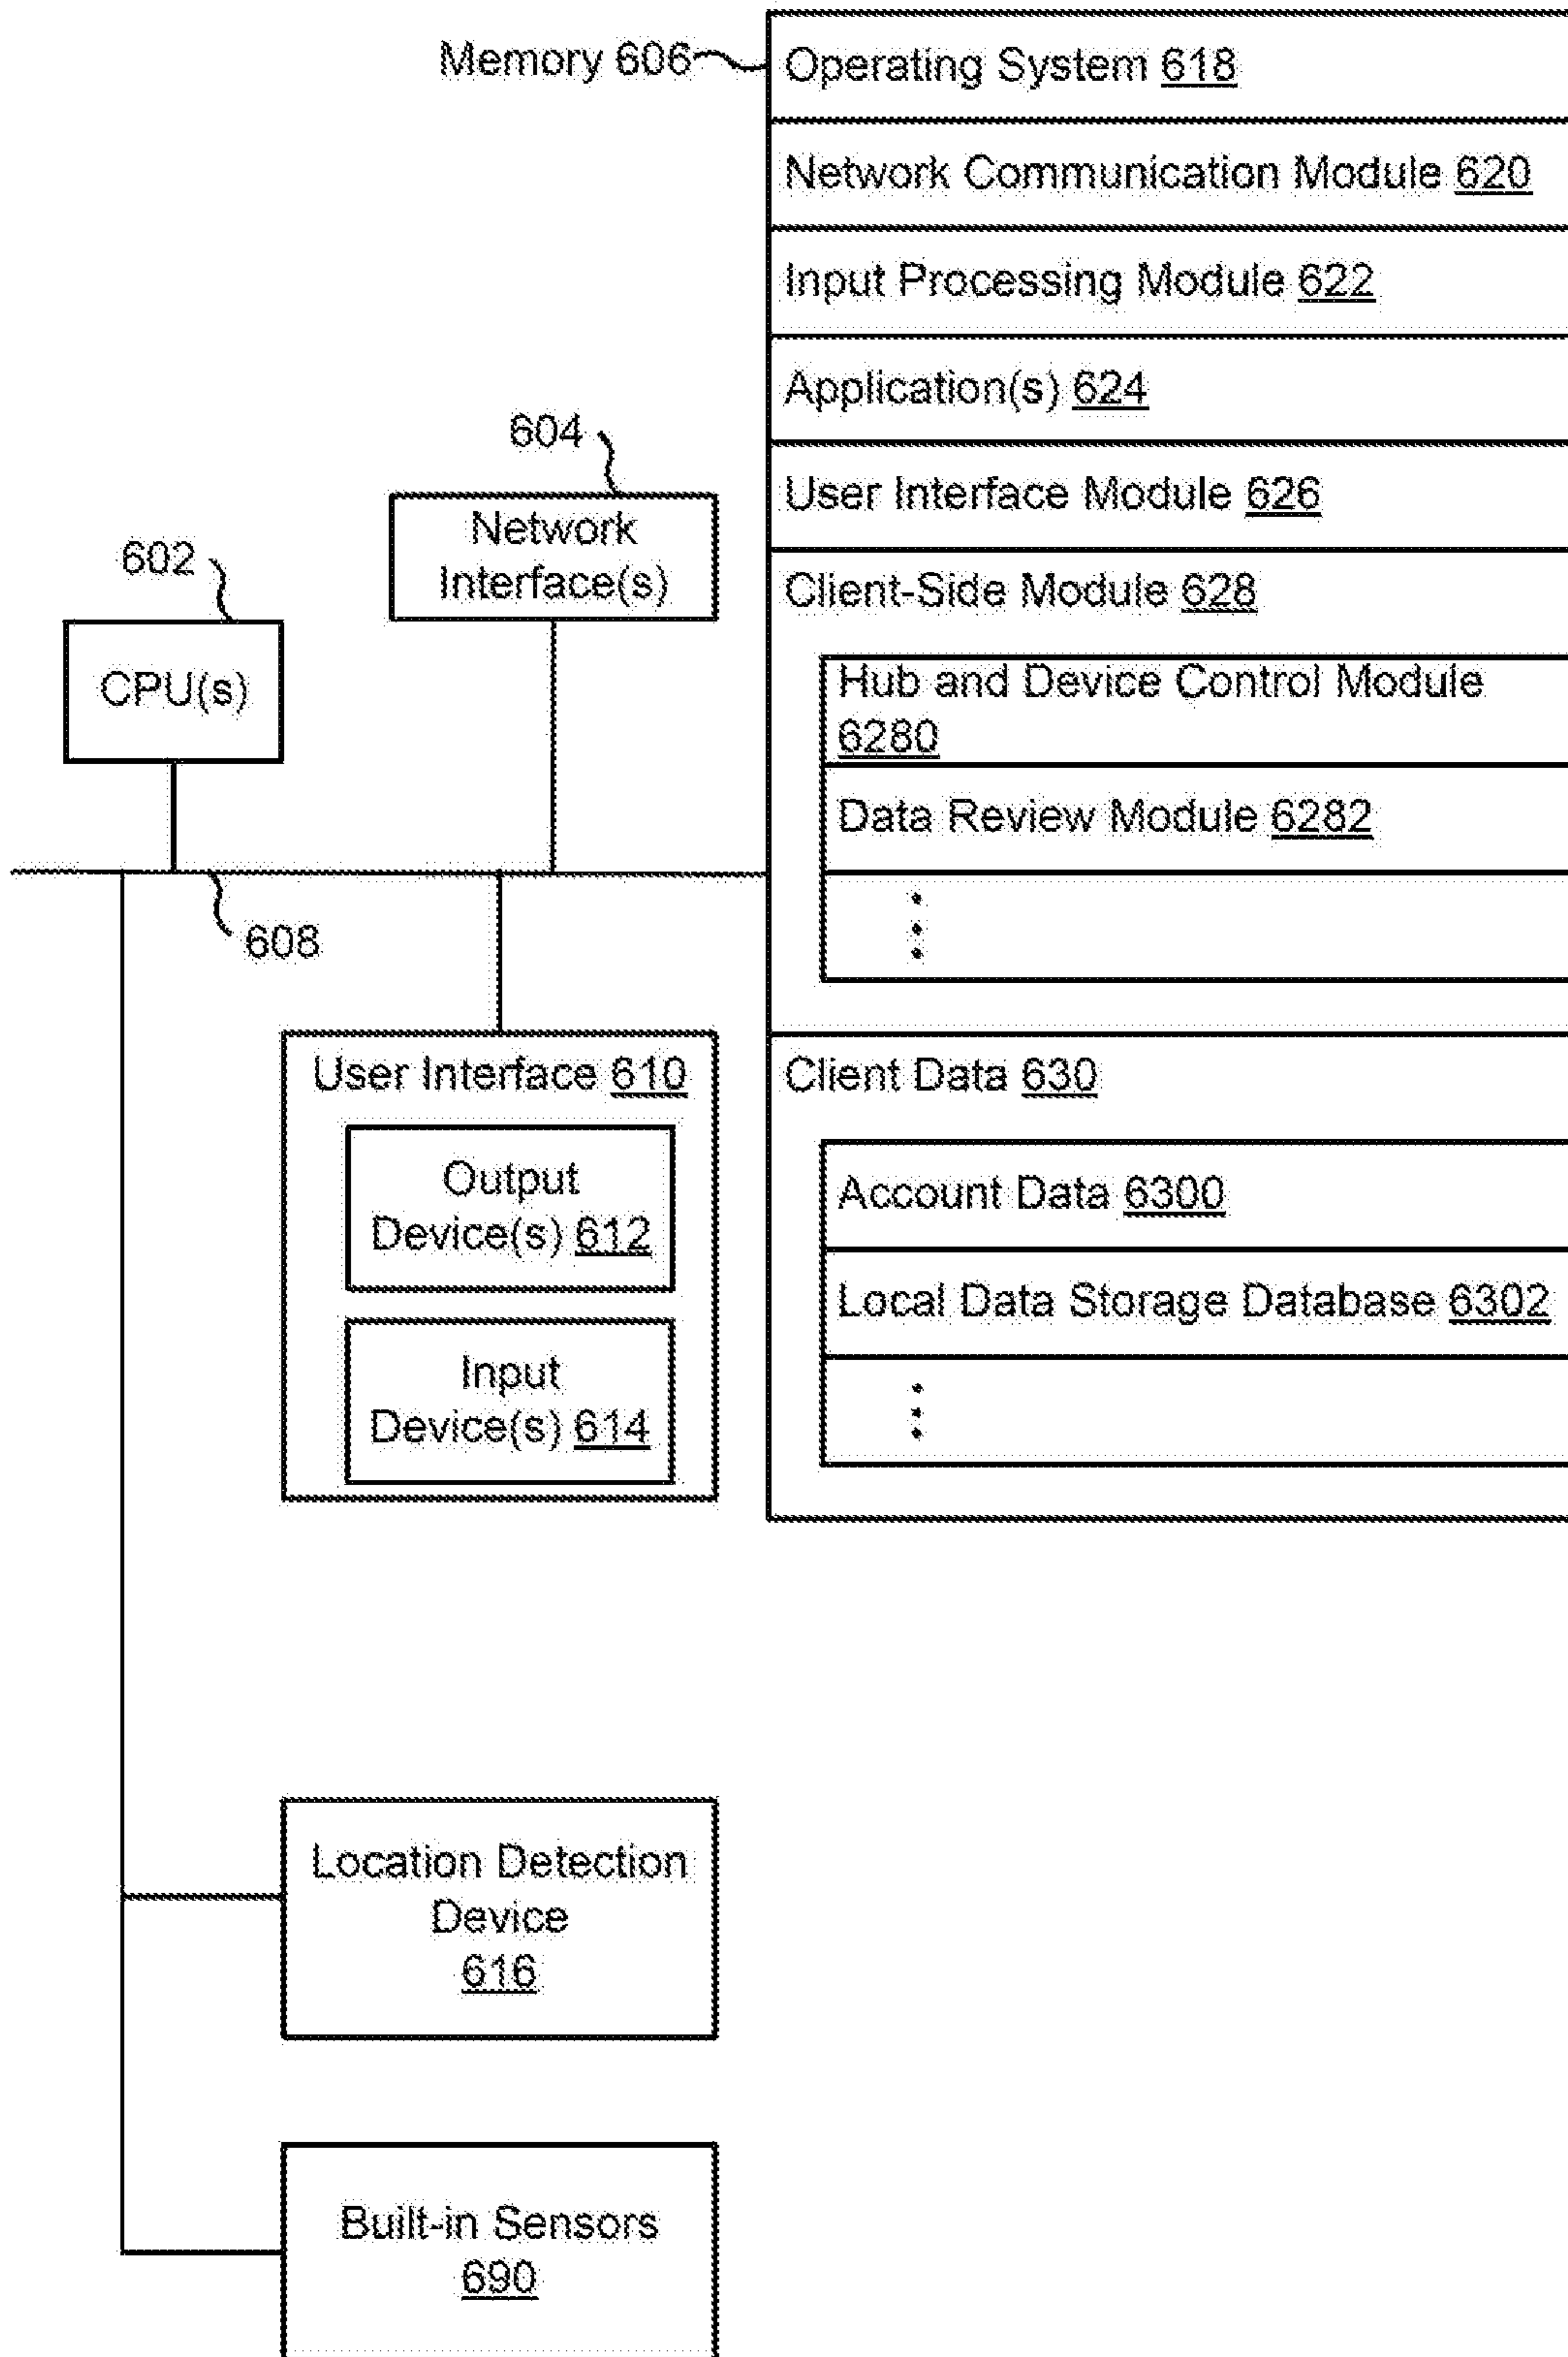 Memory 606
Operating System 618
Network Communication Module 620
Input Processing Module 622
Application(s) 624
User Interface Module 626
Client-Side Module 628
Hub and Device Control Module
6280
Data Review Module 6282
604
Network
Interface(s)
602
CPU(s)
608
User Interface 610
Output
Device(s) 612
Input
Device(s) 614
Client Data 630
Account Data 6300
Local Data Storage Database 6302
Location Detection
Device
616
Built-in Sensors
690